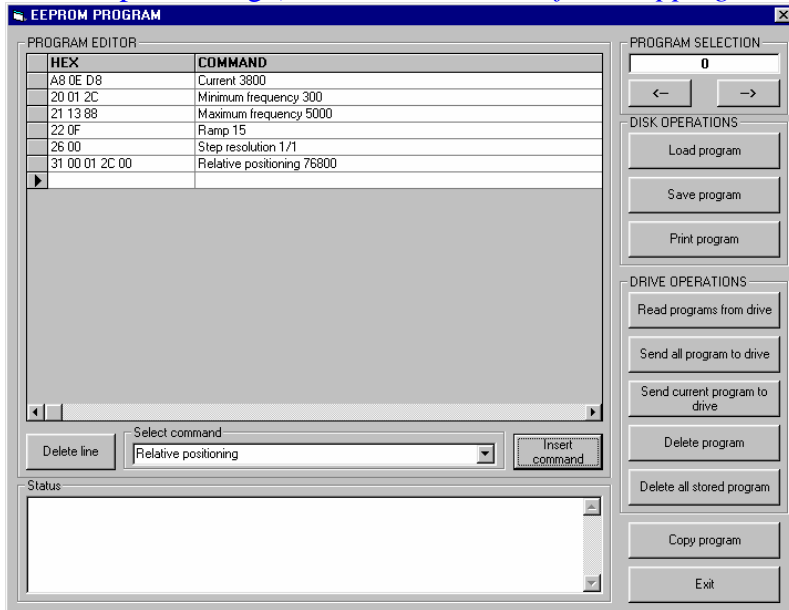 EEPROM PROGRAM
PROGRAM EDITOR
HEX COMMAND
A8 0E D8 Current 3800
20 01 2C Minimum frequency 300
21 13 88 Maximum frequency 5000
22 0F Ramp 15
26 00 Step resolution 1/1
31 00 01 2C 00 Relative positioning 76800
Delete line
Select command
Relative positioning
Insert
command
Status
PROGRAM SELECTION
0
<-- -->
DISK OPERATIONS
Load program
Save program
Print program
DRIVE OPERATIONS
Read programs from drive
Send all program to drive
Send current program to
drive
Delete program
Delete all stored program
Copy program
Exit